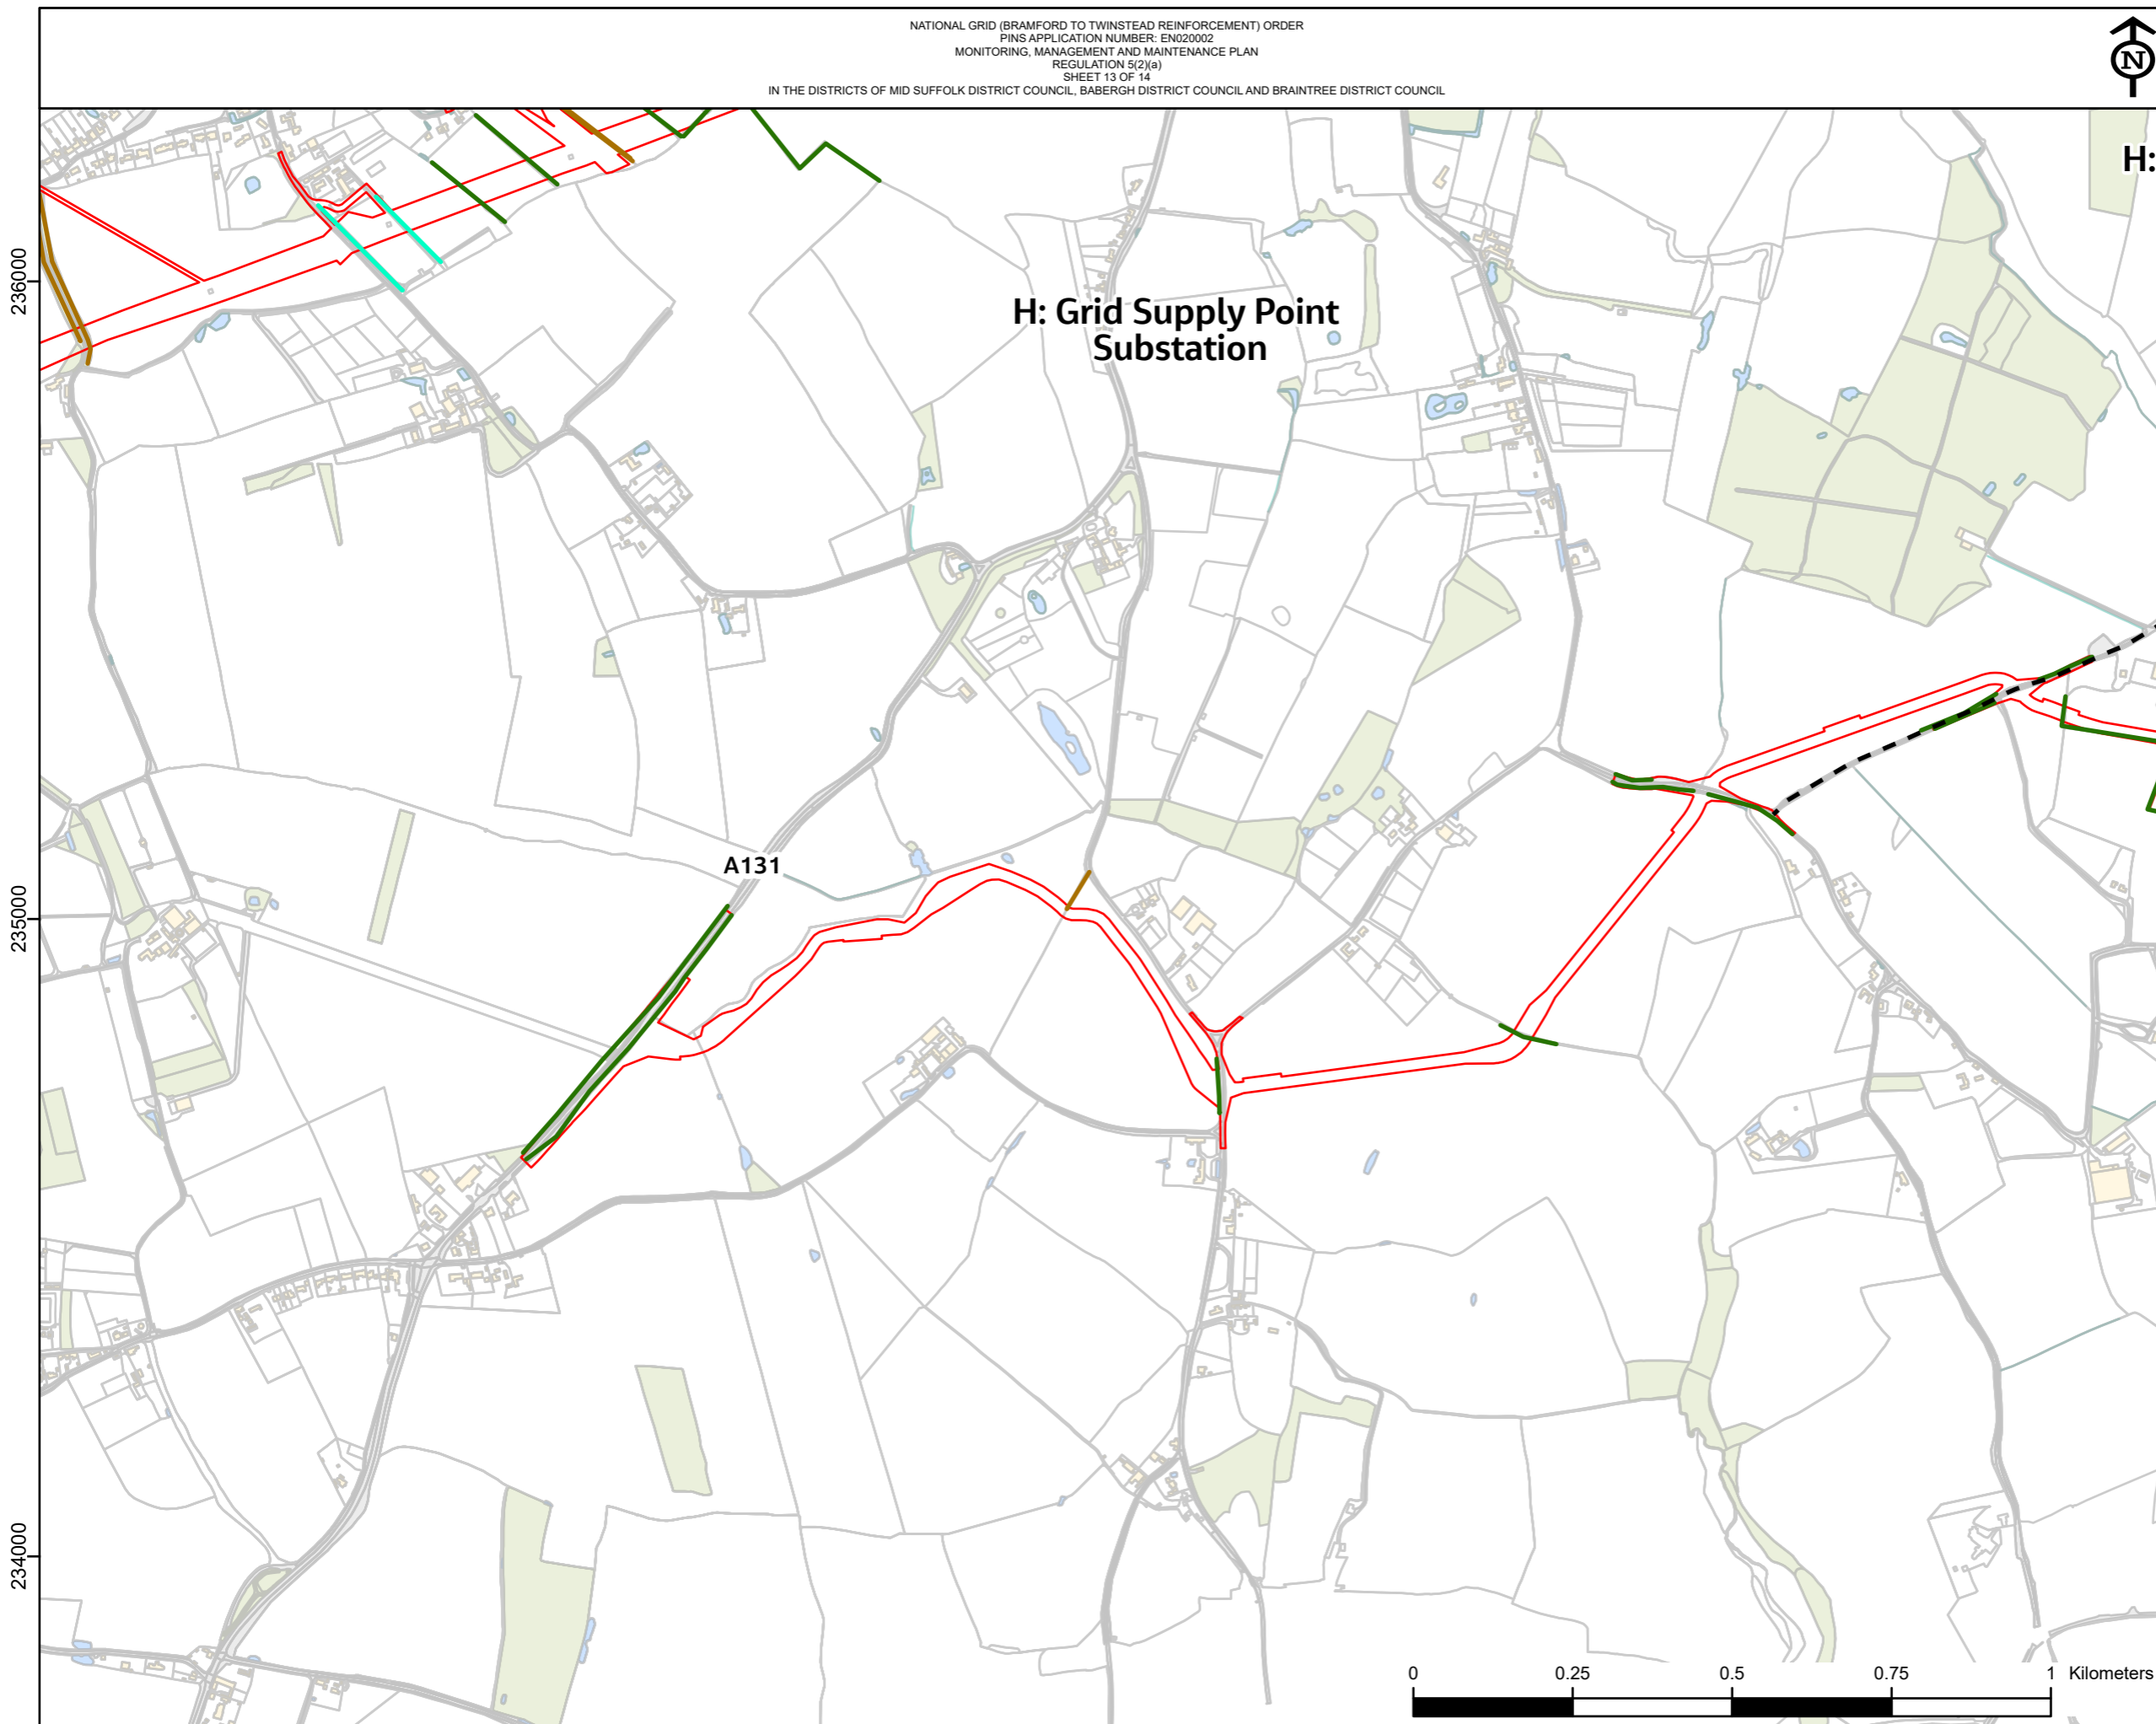 NATIONAL GRID (BRAMFORD TO TWINSTEAD REINFORCEMENT) ORDER
PINS APPLICATION NUMBER: EN020002
MONITORING, MANAGEMENT AND MAINTENANCE PLAN
REGULATION 5(2)(a)
SHEET 13 OF 14
IN THE DISTRICTS OF MID SUFFOLK DISTRICT COUNCIL, BABERGH DISTRICT COUNCIL AND BRAINTREE DISTRICT COUNCIL
N
H:
236000
H: Grid Supply Point
Substation
A131
235000
234000
0 0.25 0.5 0.75 1 Kilometers